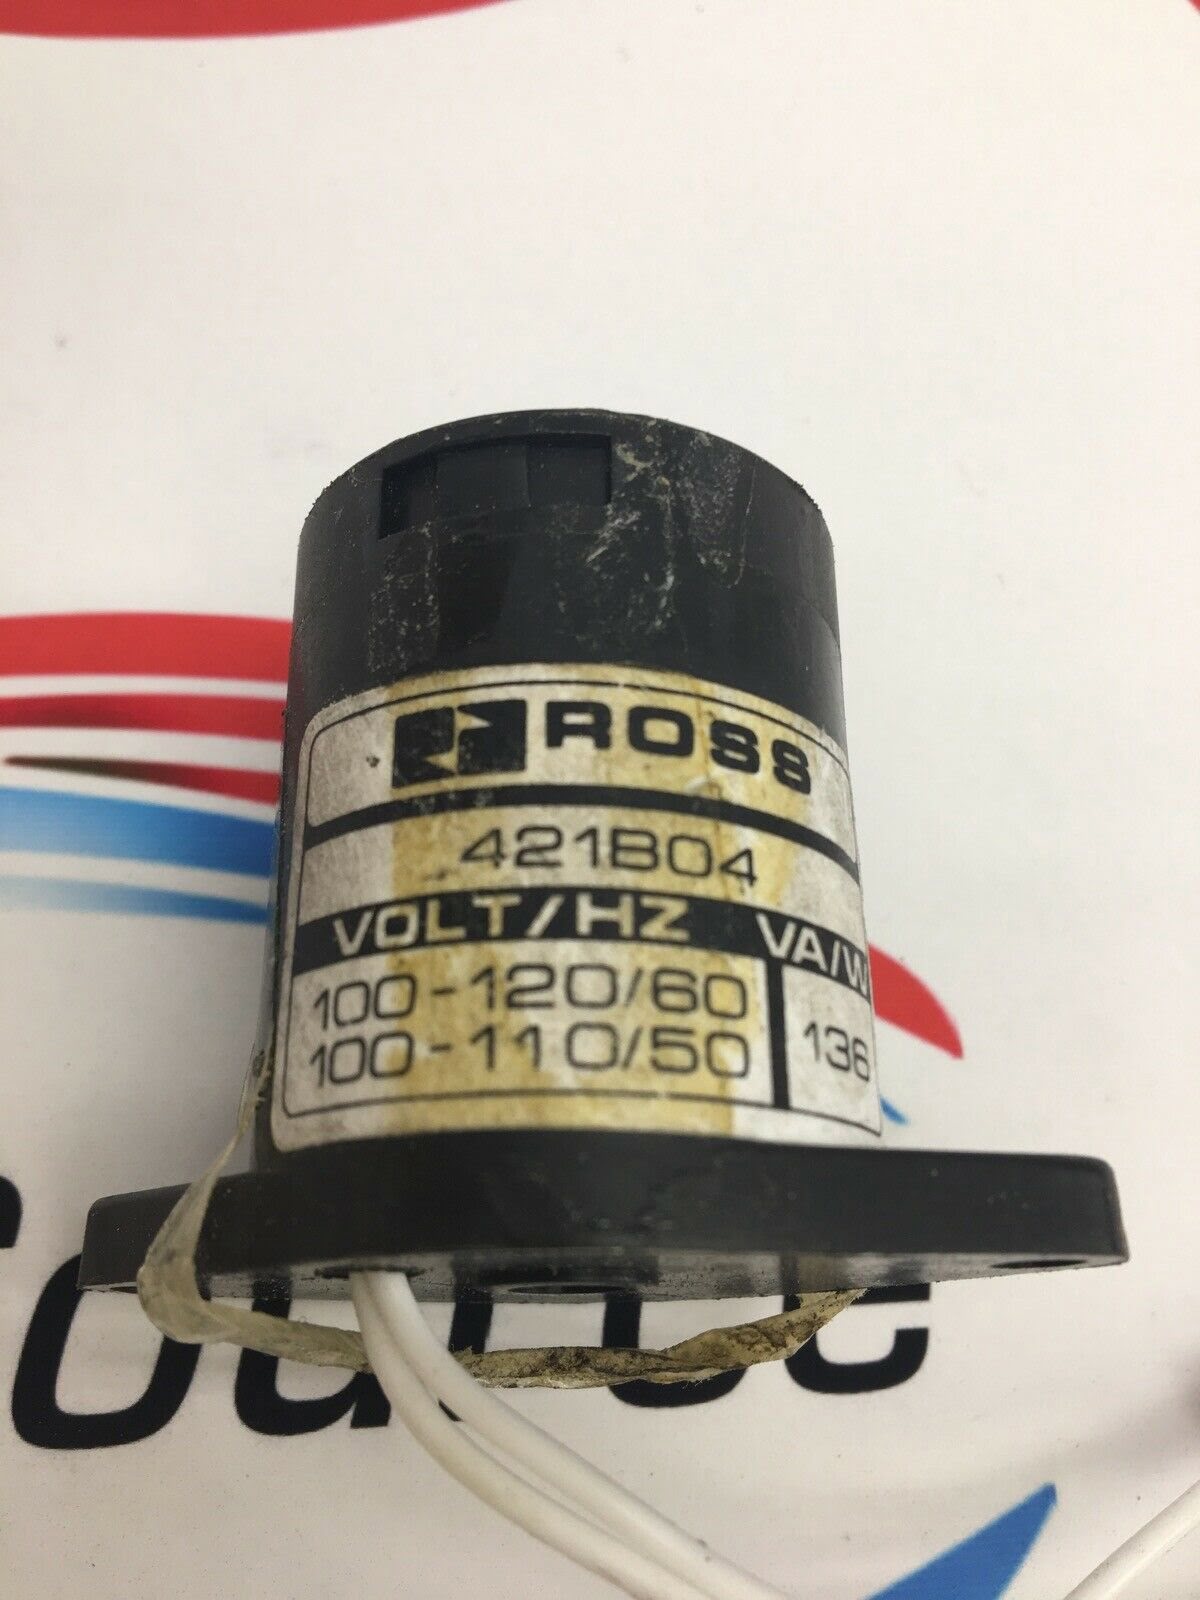 ROSS
421B04
VOLT/HZ VA/W
100-120/60
100-110/50
136